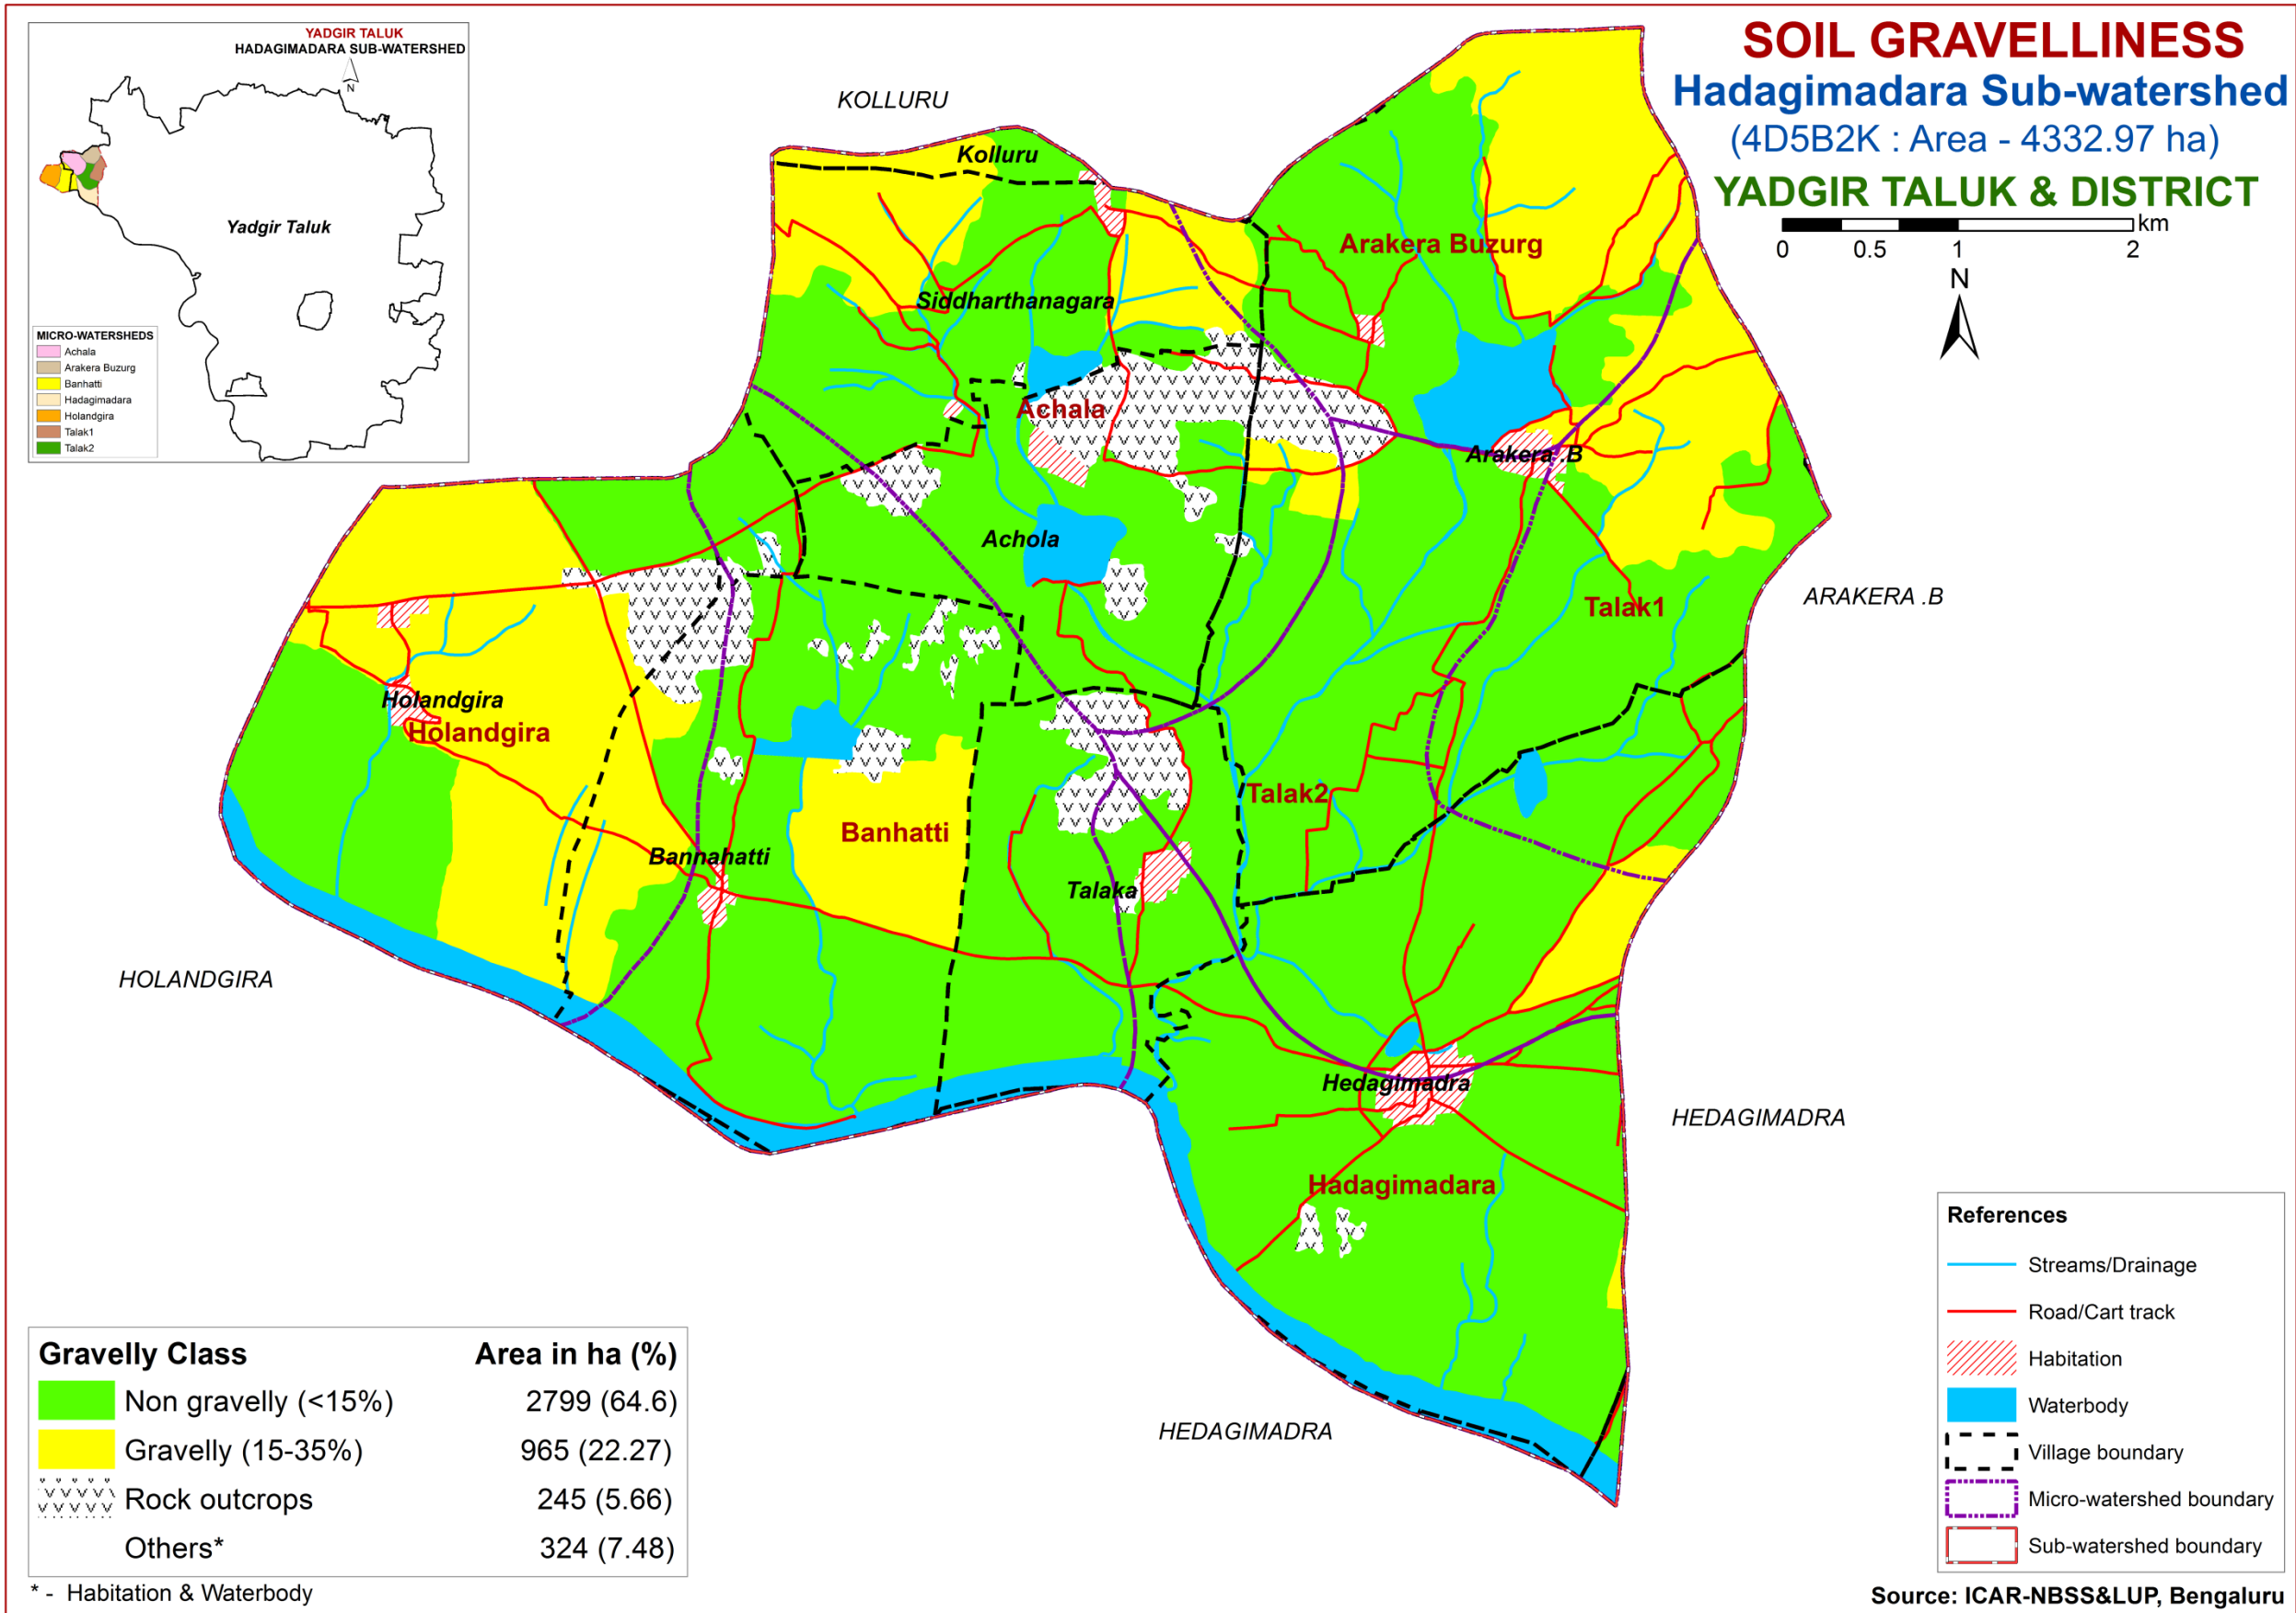 YADGIR TALUK
HADAGIMADARA SUB-WATERSHED
N
Yadgir Taluk
MICRO-WATERSHEDS
Achala
Arakera Buzurg
Banhatti
Hadagimadara
Holandgira
Talak1
Talak2
SOIL GRAVELLINESS
Hadagimadara Sub-watershed
(4D5B2K : Area - 4332.97 ha)
YADGIR TALUK & DISTRICT
km
0 0.5 1 2
N
KOLLURU
Kolluru
Arakera Buzurg
Siddharthanagara
Achala
Arakera .B
Achola
ARAKERA .B
Talak1
Holandgira
Holandgira
Talak2
Banhatti
Bannahatti
Talaka
HOLANDGIRA
Hedagimadra
HEDAGIMADRA
Hadagimadara
HEDAGIMADRA
Gravelly Class Area in ha (%)
Non gravelly (<15%) 2799 (64.6)
Gravelly (15-35%) 965 (22.27)
Rock outcrops 245 (5.66)
Others* 324 (7.48)
* - Habitation & Waterbody
References
Streams/Drainage
Road/Cart track
Habitation
Waterbody
Village boundary
Micro-watershed boundary
Sub-watershed boundary
Source: ICAR-NBSS&LUP, Bengaluru